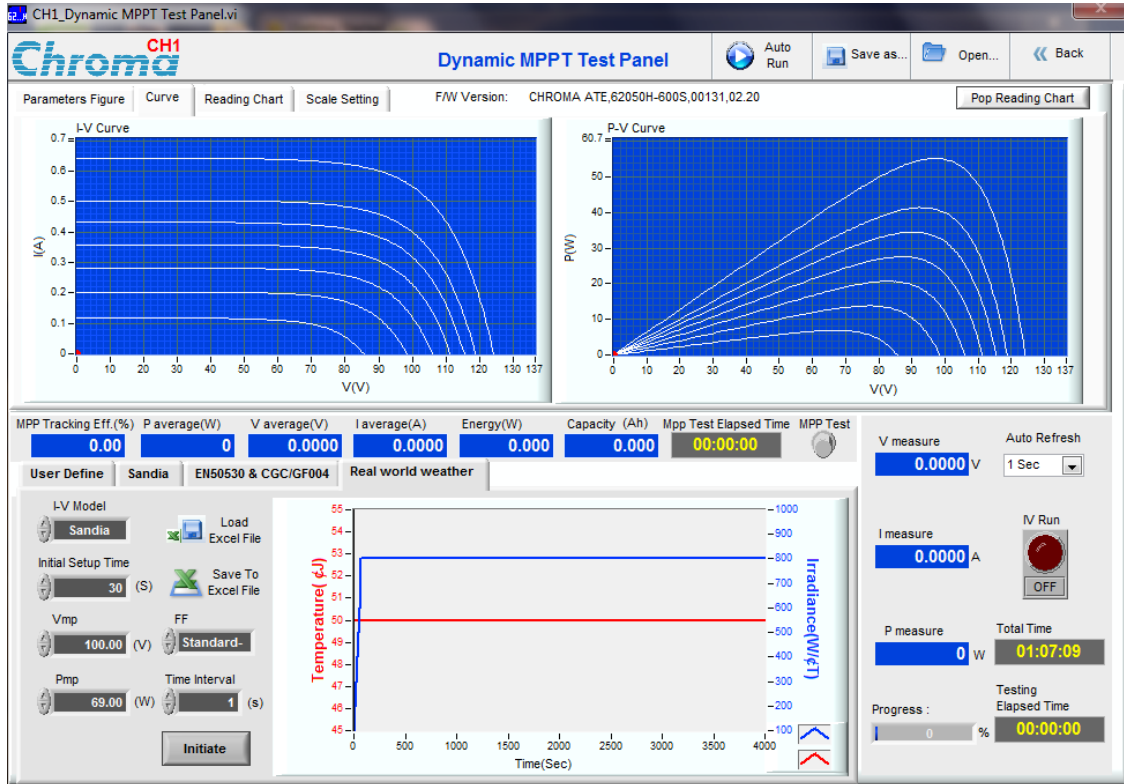 CH1_Dynamic MPPT Test Panel.vi
Chroma CH1
Dynamic MPPT Test Panel
Auto Run
Save as...
Open...
Back
Parameters Figure
Curve
Reading Chart
Scale Setting
F/W Version: CHROMA ATE,62050H-600S,00131,02.20
Pop Reading Chart
I-V Curve
0.7
0.6
0.5
0.4
0.3
0.2
0.1
0
I(A)
0 10 20 30 40 50 60 70 80 90 100 110 120 130 137
V(V)
P-V Curve
60.7
50
40
30
20
10
0
P(W)
0 10 20 30 40 50 60 70 80 90 100 110 120 130 137
V(V)
MPP Tracking Eff.(%) P average(W) V average(V) I average(A) Energy(W) Capacity (Ah) Mpp Test Elapsed Time MPP Test
0.00 0 0.0000 0.0000 0.000 0.000 00:00:00
User Define
Sandia
EN50530 & CGC/GF004
Real world weather
I-V Model
Sandia
Load
Excel File
Initial Setup Time
30 (S)
Save To
Excel File
Vmp
100.00 (V)
FF
Standard-
Pmp
69.00 (W)
Time Interval
1 (s)
Initiate
55
54
53
52
51
50
49
48
47
46
45
Temperature( ¢J)
1000
900
800
700
600
500
400
300
200
100
Irradiance(W/¢T)
0 500 1000 1500 2000 2500 3000 3500 4000
Time(Sec)
V measure
0.0000 V
Auto Refresh
1 Sec
I measure
0.0000 A
IV Run
OFF
P measure
0 W
Total Time
01:07:09
Progress :
0 %
Testing
Elapsed Time
00:00:00